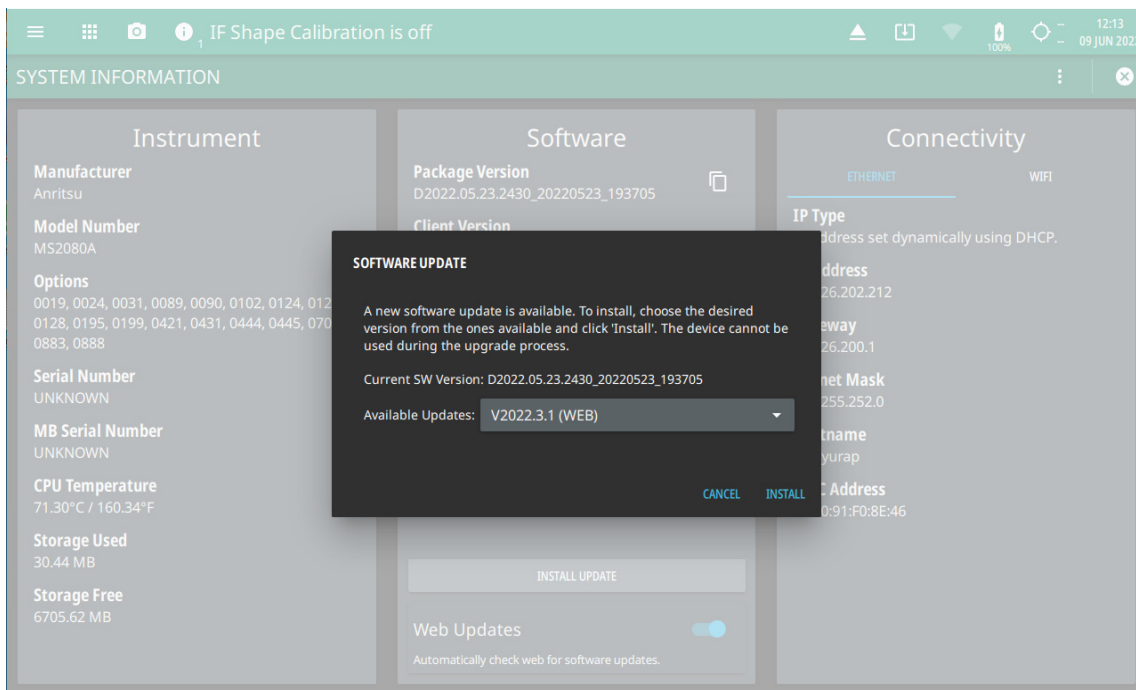 1 IF Shape Calibration is off
100%
12:13
09 JUN 202
SYSTEM INFORMATION
Instrument
Manufacturer
Anritsu
Model Number
MS2080A
Options
0019, 0024, 0031, 0089, 0090, 0102, 0124, 012
0128, 0195, 0199, 0421, 0431, 0444, 0445, 070
0883, 0888
Serial Number
UNKNOWN
MB Serial Number
UNKNOWN
CPU Temperature
71.30°C / 160.34°F
Storage Used
30.44 MB
Storage Free
6705.62 MB
Software
Package Version
D2022.05.23.2430_20220523_193705
Client Version
SOFTWARE UPDATE
A new software update is available. To install, choose the desired
version from the ones available and click 'Install'. The device cannot be
used during the upgrade process.
Current SW Version: D2022.05.23.2430_20220523_193705
Available Updates: V2022.3.1 (WEB)
CANCEL INSTALL
INSTALL UPDATE
Web Updates
Automatically check web for software updates.
Connectivity
ETHERNET WIFI
IP Type
ddress set dynamically using DHCP.
ddress
26.202.212
eway
26.200.1
net Mask
255.252.0
tname
yurap
C Address
0:91:F0:8E:46